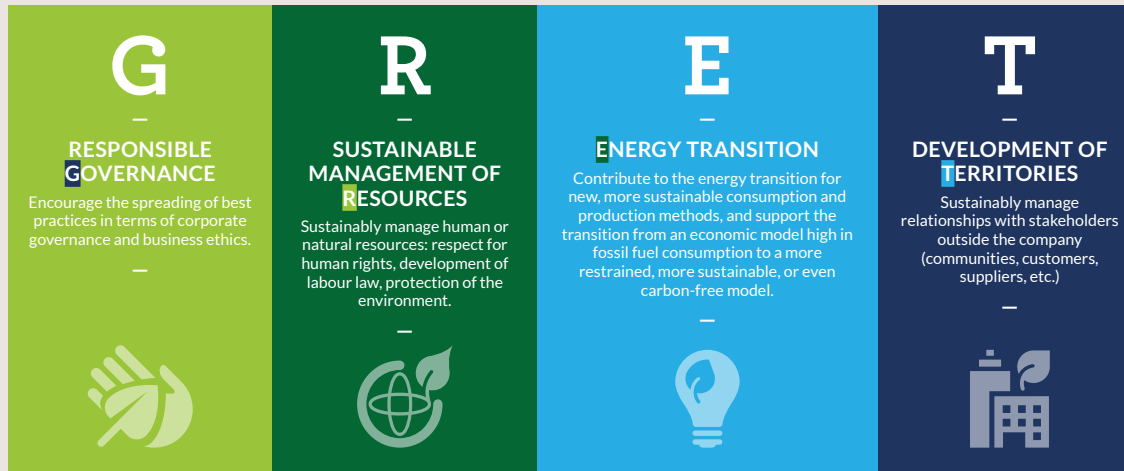 G
RESPONSIBLE
GOVERNANCE
Encourage the spreading of best
practices in terms of corporate
governance and business ethics.
R
SUSTAINABLE
MANAGEMENT OF
RESOURCES
Sustainably manage human or
natural resources: respect for
human rights, development of
labour law, protection of the
environment.
E
ENERGY TRANSITION
Contribute to the energy transition for
new, more sustainable consumption and
production methods, and support the
transition from an economic model high in
fossil fuel consumption to a more
restrained, more sustainable, or even
carbon-free model.
T
DEVELOPMENT OF
TERRITORIES
Sustainably manage
relationships with stakeholders
outside the company
(communities, customers,
suppliers, etc.)